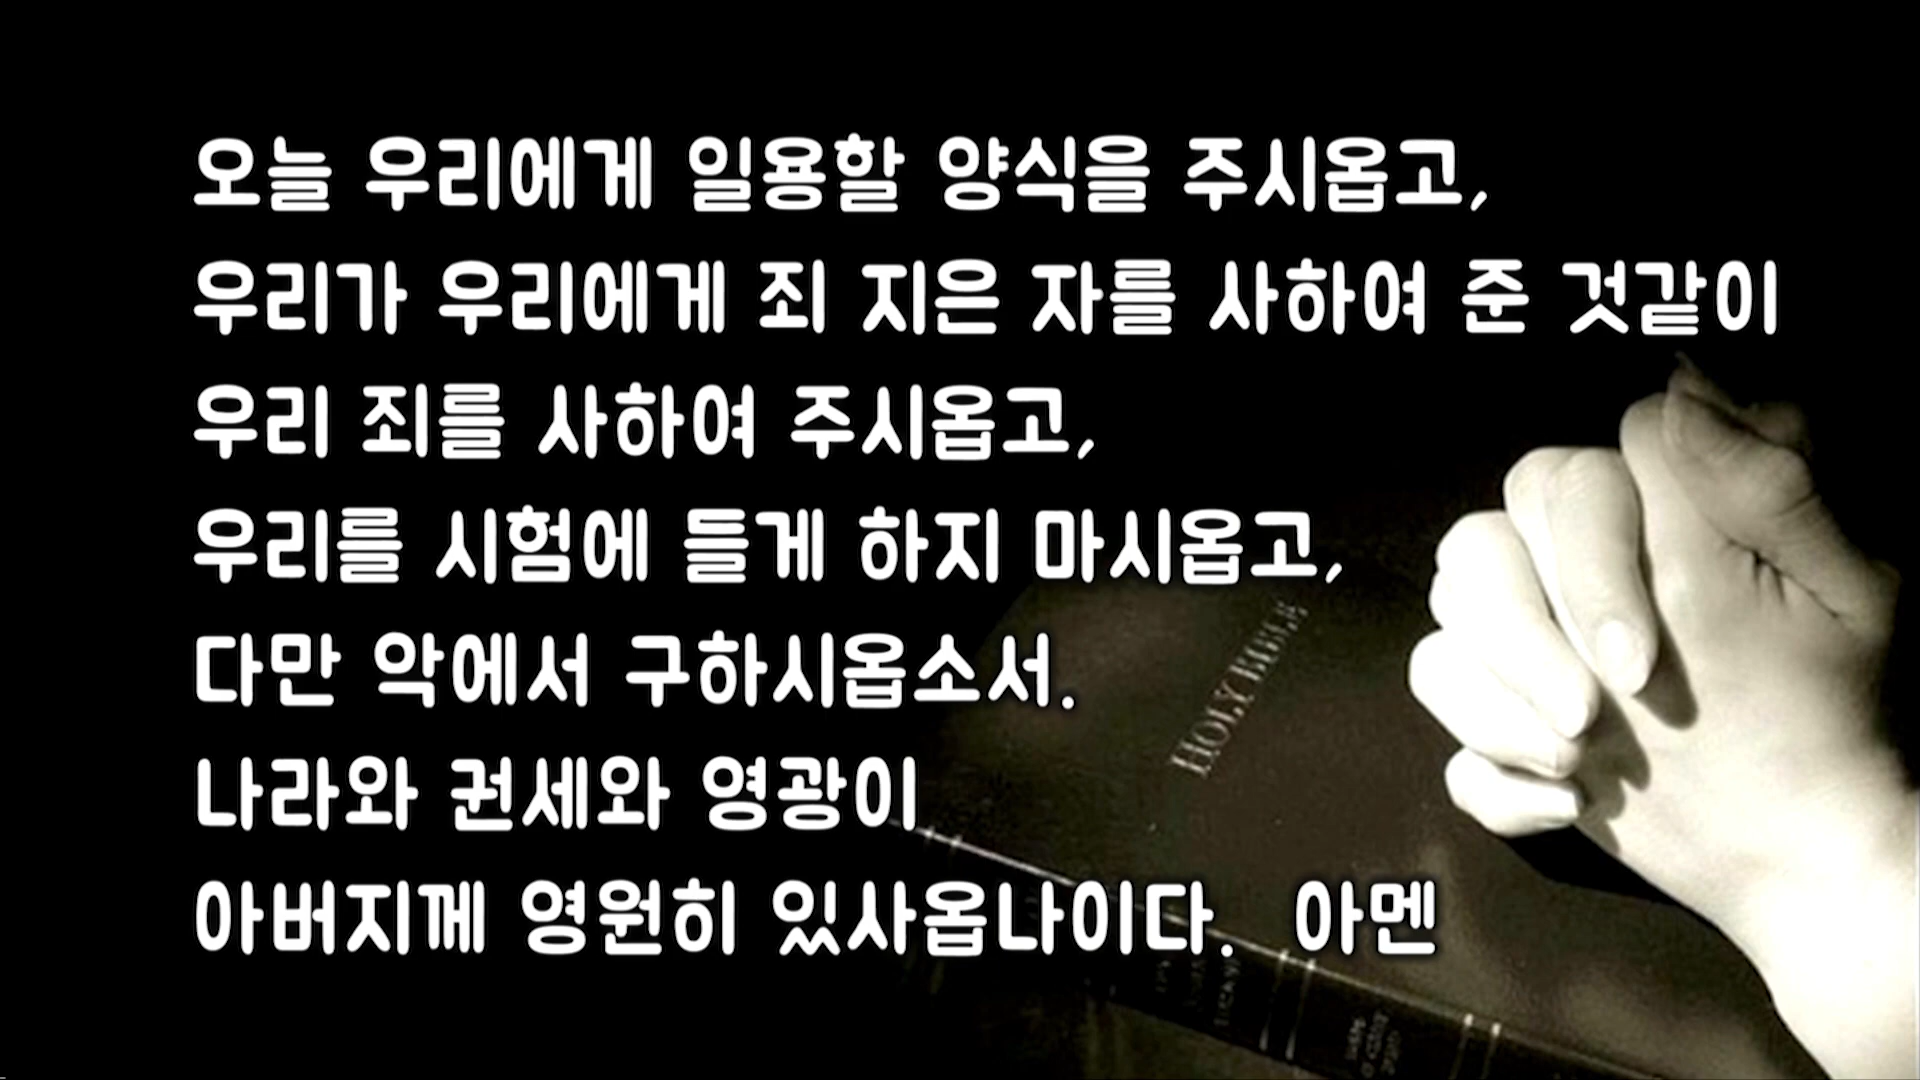 오늘 우리에게 일용할 양식을 주시옵고,
우리가 우리에게 죄 지은 자를 사하여 준 것같이
우리 죄를 사하여 주시옵고,
우리를 시험에 들게 하지 마시옵고,
다만 악에서 구하시옵소서.
나라와 권세와 영광이
아버지께 영원히 있사옵나이다. 아멘
HOLY BIBLE